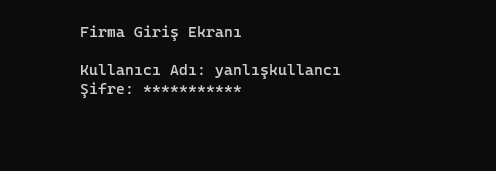 Firma Giriş Ekranı
Kullanıcı Adı: yanlışkullancı
Şifre: ***********